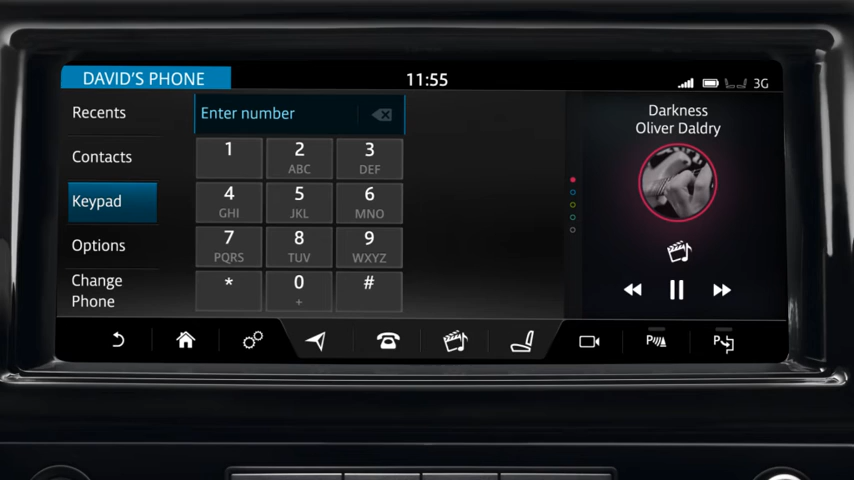 DAVID'S PHONE
11:55
3G
Recents
Contacts
Keypad
Options
Change
Phone
Enter number
1
2
ABC
3
DEF
4
GHI
5
JKL
6
MNO
7
PQRS
8
TUV
9
WXYZ
*
0
+
#
Darkness
Oliver Daldry
P
P